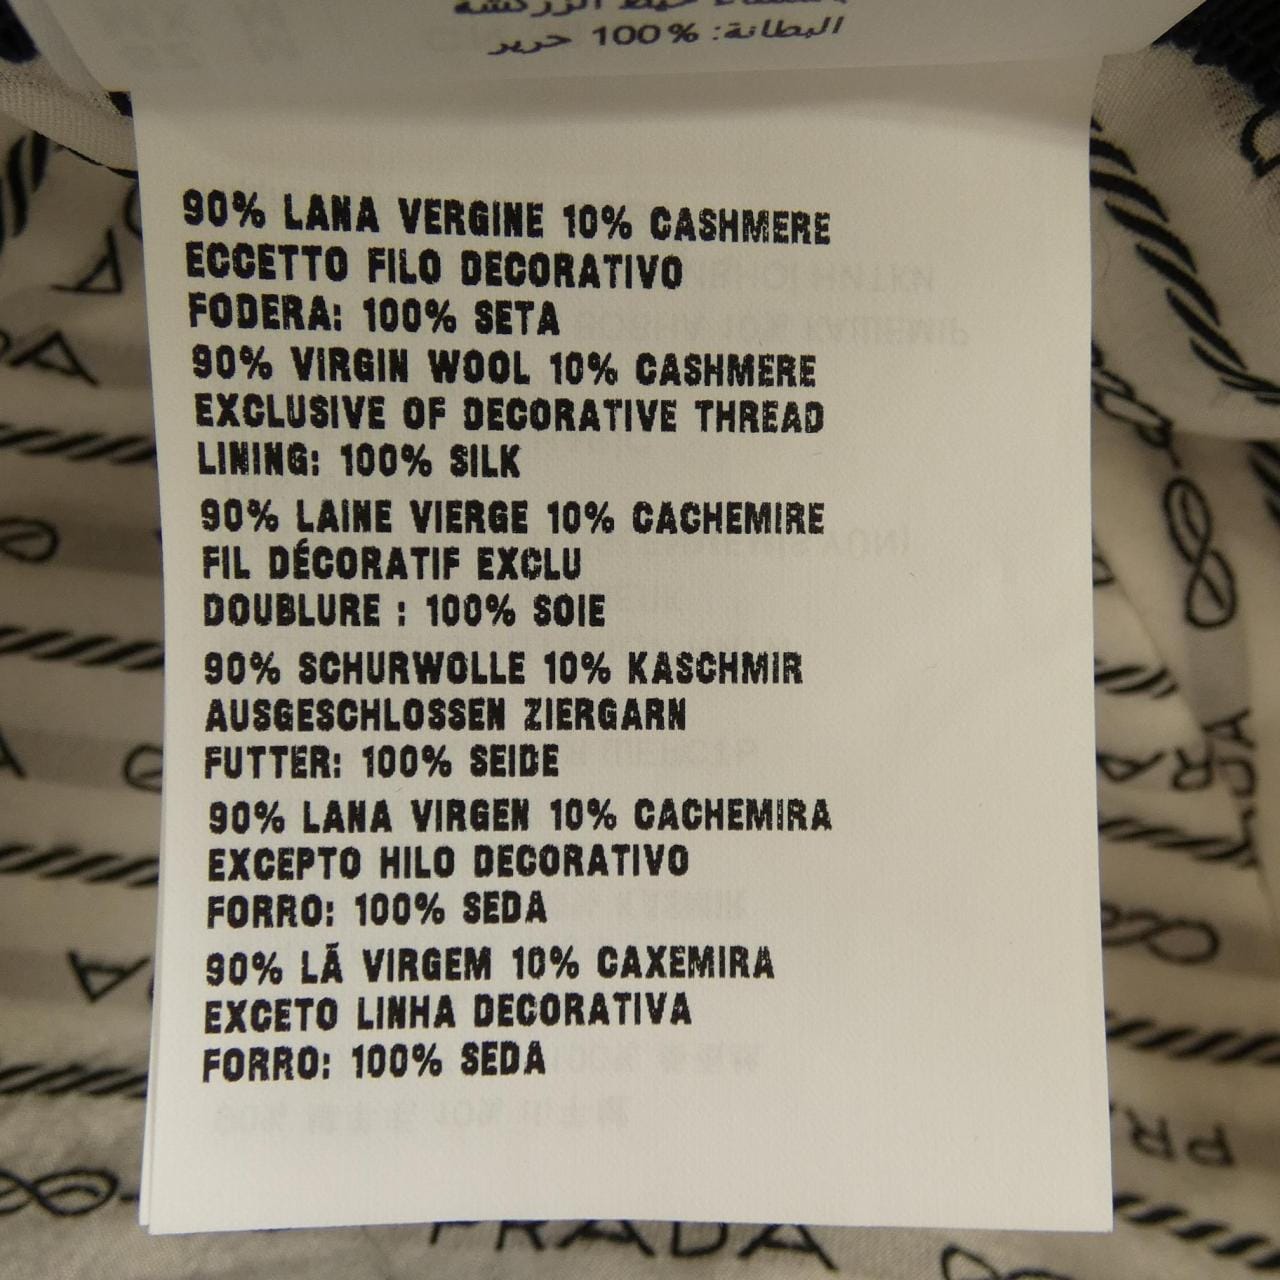 البطانة: 100% حرير
90% LANA VERGINE 10% CASHMERE
ECCETTO FILO DECORATIVO
FODERA: 100% SETA
90% VIRGIN WOOL 10% CASHMERE
EXCLUSIVE OF DECORATIVE THREAD
LINING: 100% SILK
90% LAINE VIERGE 10% CACHEMIRE
FIL DÉCORATIF EXCLU
DOUBLURE : 100% SOIE
90% SCHURWOLLE 10% KASCHMIR
AUSGESCHLOSSEN ZIERGARN
FUTTER: 100% SEIDE
90% LANA VIRGEN 10% CACHEMIRA
EXCEPTO HILO DECORATIVO
FORRO: 100% SEDA
90% LÃ VIRGEM 10% CAXEMIRA
EXCETO LINHA DECORATIVA
FORRO: 100% SEDA
PRADA